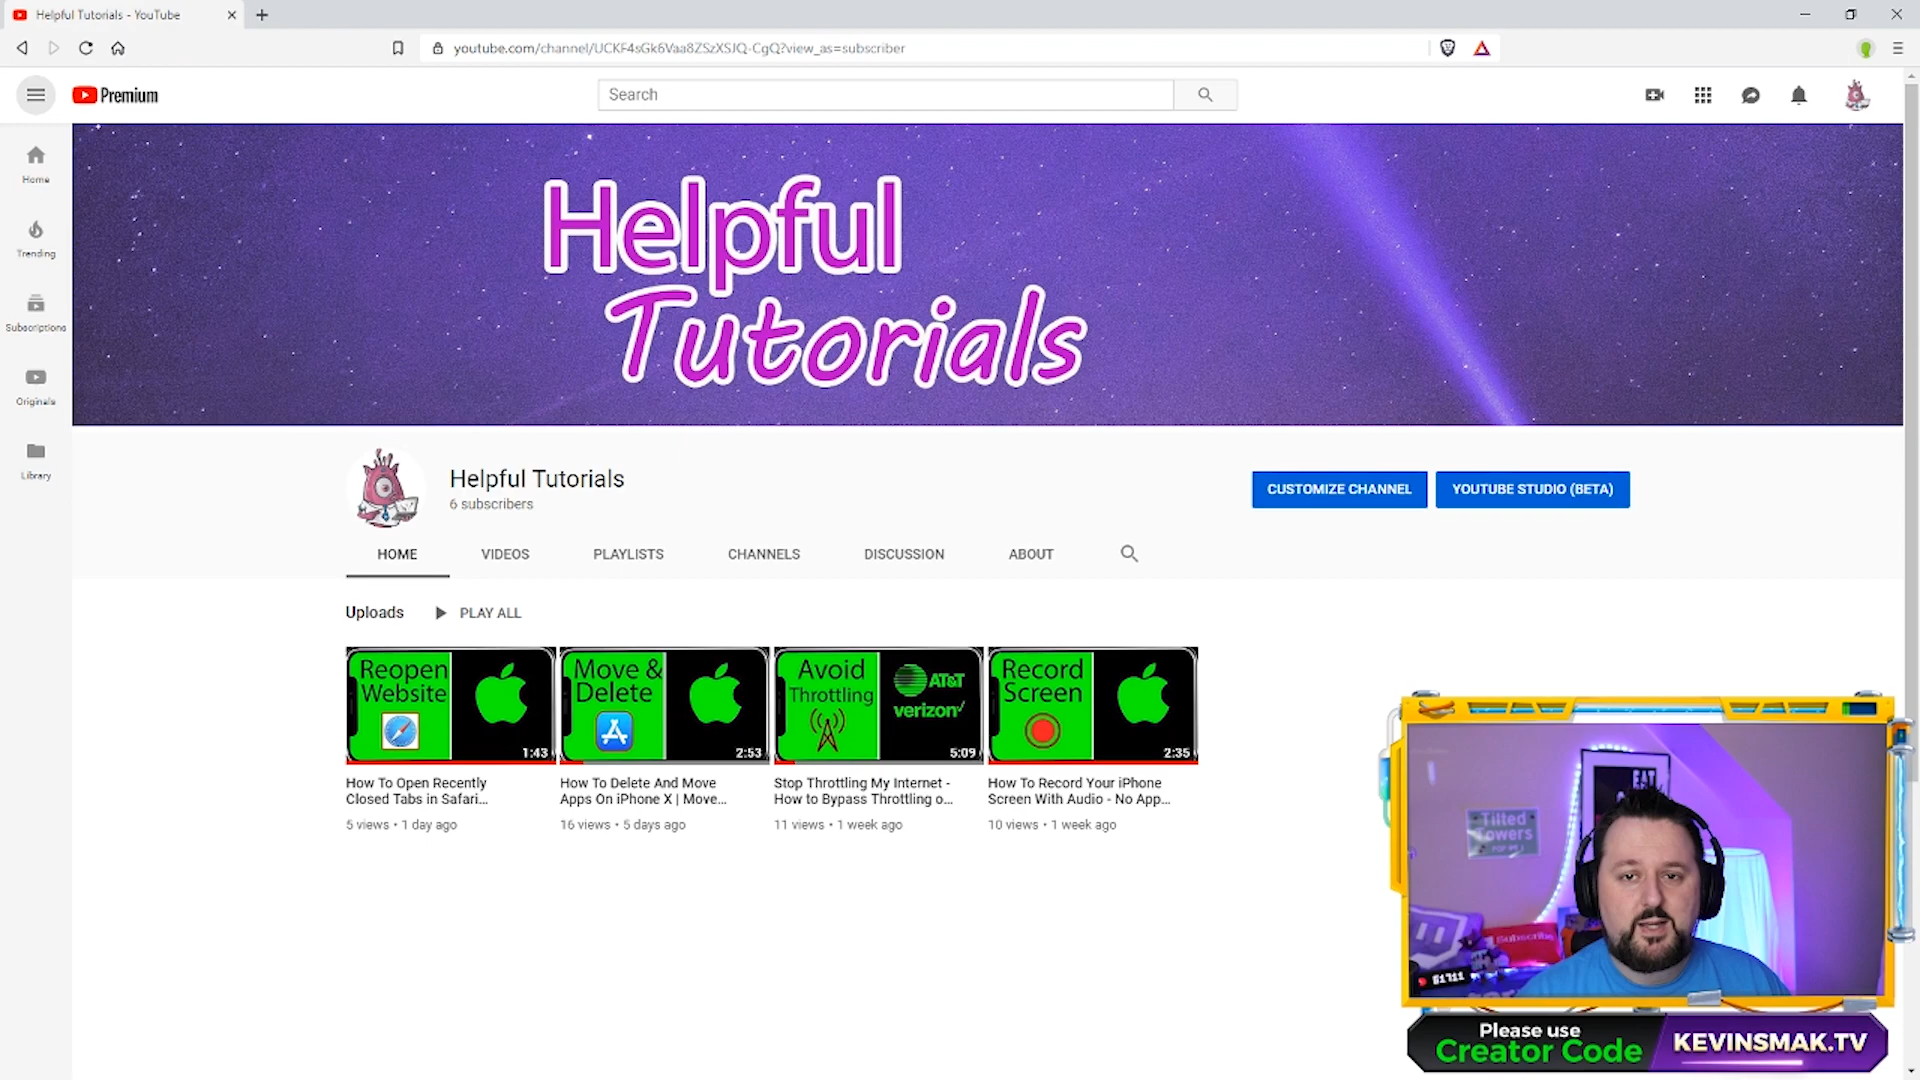 Helpful Tutorials - YouTube
youtube.com/channel/UCKF4sGk6Vaa8ZSzXSJQ-CgQ?view_as=subscriber
Premium
Search
Home
Trending
Subscriptions
Originals
Library
Helpful
Tutorials
Helpful Tutorials
6 subscribers
CUSTOMIZE CHANNEL
YOUTUBE STUDIO (BETA)
HOME
VIDEOS
PLAYLISTS
CHANNELS
DISCUSSION
ABOUT
Uploads
PLAY ALL
Reopen
Website
1:43
Move &
Delete
2:53
Avoid
Throttling
AT&T
verizon✓
5:09
Record
Screen
2:35
How To Open Recently
Closed Tabs in Safari...
5 views • 1 day ago
How To Delete And Move
Apps On iPhone X | Move...
16 views • 5 days ago
Stop Throttling My Internet -
How to Bypass Throttling o...
11 views • 1 week ago
How To Record Your iPhone
Screen With Audio - No App...
10 views • 1 week ago
EAT
Tilted
Towers
Subscribe
Please use
Creator Code
KEVINSMAK.TV